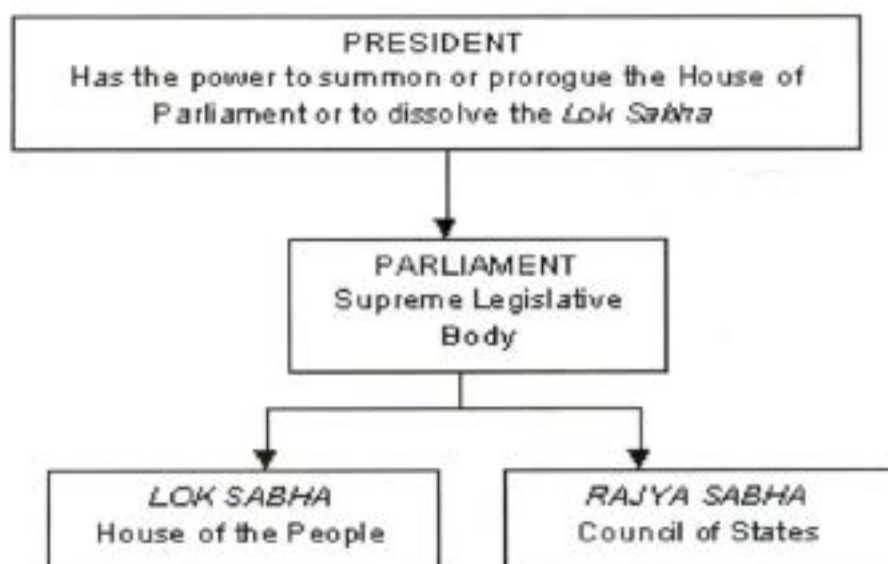 PRESIDENT
Has the power to summon or prorogue the House of
Parliament or to dissolve the Lok Sabha
PARLIAMENT
Supreme Legislative
Body
LOK SABHA
House of the People
RAJYA SABHA
Council of States